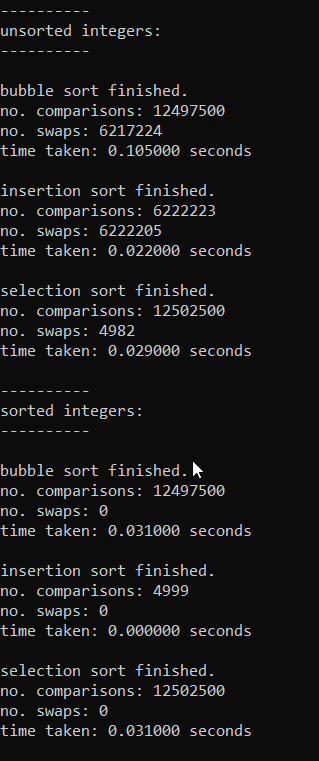 ----------
unsorted integers:
----------
bubble sort finished.
no. comparisons: 12497500
no. swaps: 6217224
time taken: 0.105000 seconds
insertion sort finished.
no. comparisons: 6222223
no. swaps: 6222205
time taken: 0.022000 seconds
selection sort finished.
no. comparisons: 12502500
no. swaps: 4982
time taken: 0.029000 seconds
----------
sorted integers:
----------
bubble sort finished.
no. comparisons: 12497500
no. swaps: 0
time taken: 0.031000 seconds
insertion sort finished.
no. comparisons: 4999
no. swaps: 0
time taken: 0.000000 seconds
selection sort finished.
no. comparisons: 12502500
no. swaps: 0
time taken: 0.031000 seconds